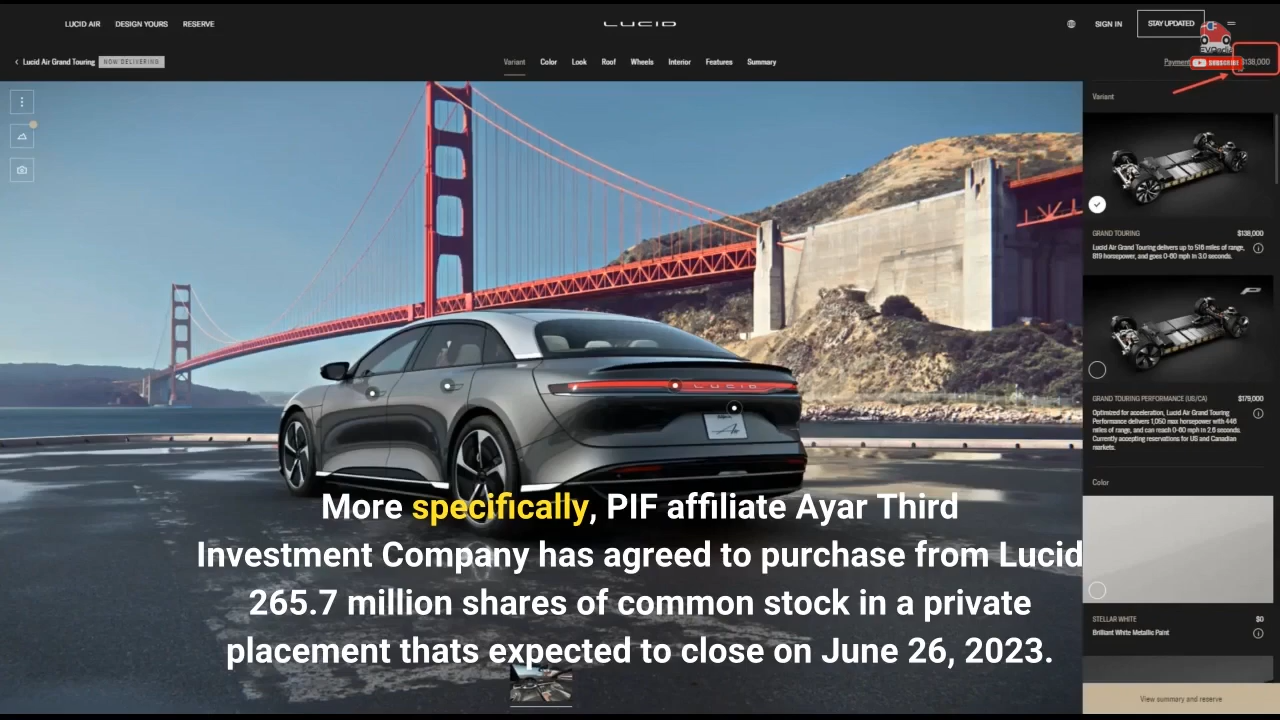 LUCID AIR
DESIGN YOURS
RESERVE
LUCID
SIGN IN
STAY UPDATED
Lucid Air Grand Touring
NOW DELIVERING
Variant
Color
Look
Roof
Wheels
Interior
Features
Summary
Payment
SUBSCRIBE
$138,000
Variant
GRAND TOURING $138,000
Lucid Air Grand Touring delivers up to 516 miles of range,
819 horsepower, and goes 0-60 mph in 3.0 seconds.
GRAND TOURING PERFORMANCE (US/CA) $179,000
Optimized for acceleration, Lucid Air Grand Touring
Performance delivers 1,050 max horsepower with 446
miles of range, and can reach 0-60 mph in 2.6 seconds.
Currently accepting reservations for US and Canadian
markets.
Color
LUCID
Air
More specifically, PIF affiliate Ayar Third
Investment Company has agreed to purchase from Lucid
265.7 million shares of common stock in a private
placement thats expected to close on June 26, 2023.
STELLAR WHITE $0
Brilliant White Metallic Paint
View summary and reserve